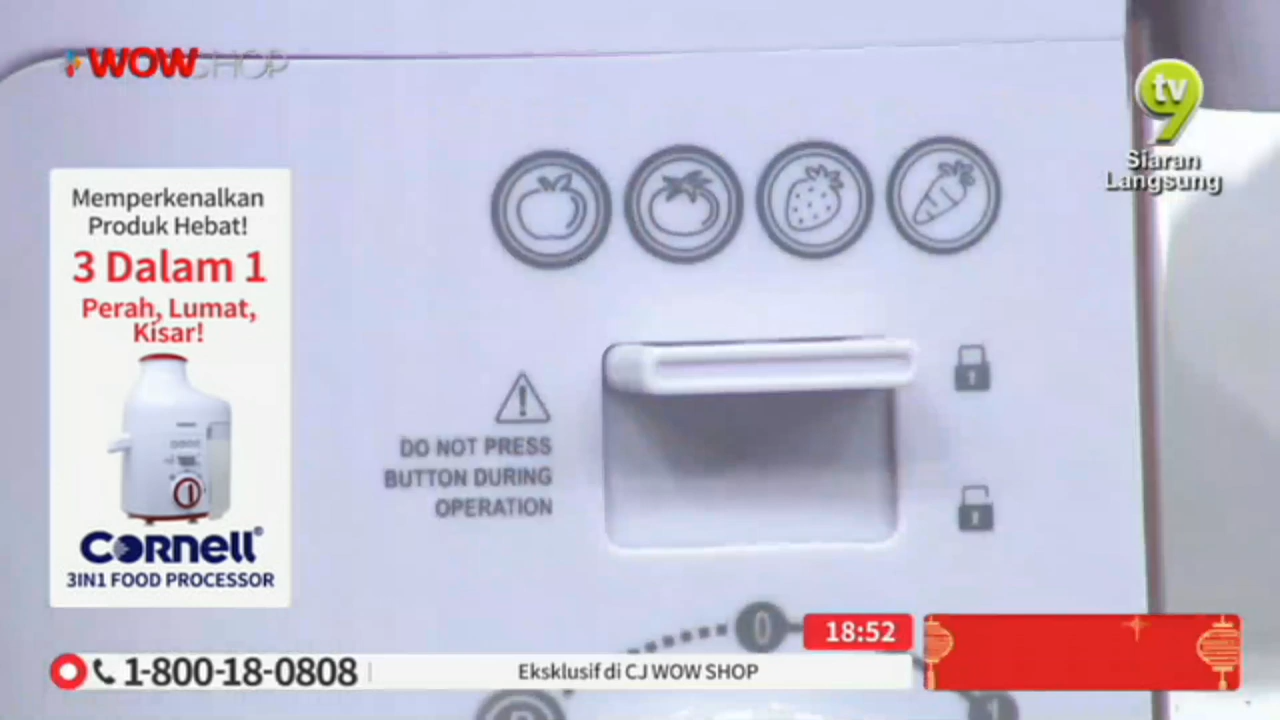 WOWSHOP
tv9
Siaran
Langsung
Memperkenalkan
Produk Hebat!
3 Dalam 1
Perah, Lumat,
Kisar!
CORNELL®
3IN1 FOOD PROCESSOR
DO NOT PRESS
BUTTON DURING
OPERATION
0
18:52
1-800-18-0808
Eksklusif di CJ WOW SHOP
1